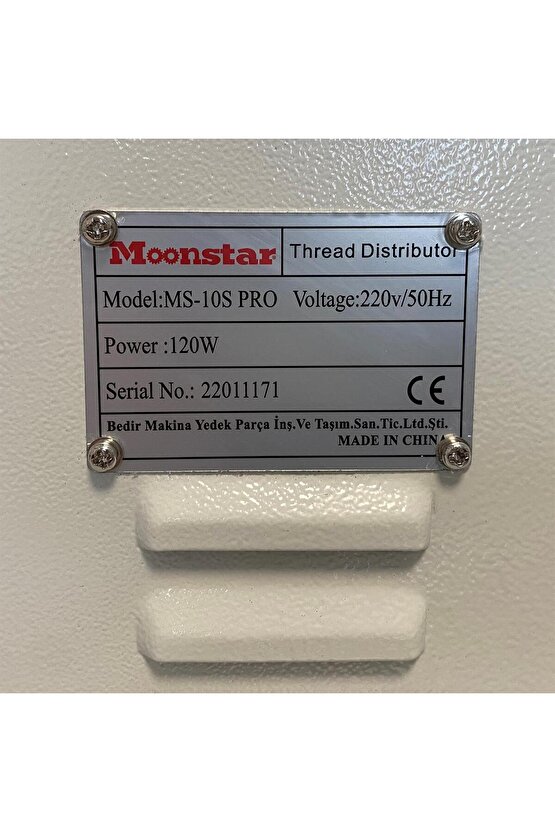 Moonstar Thread Distributor
Model:MS-10S PRO Voltage:220v/50Hz
Power :120W
Serial No.: 22011171 CE
Bedir Makina Yedek Parça İnş.Ve Taşım.San.Tic.Ltd.Şti.
MADE IN CHINA